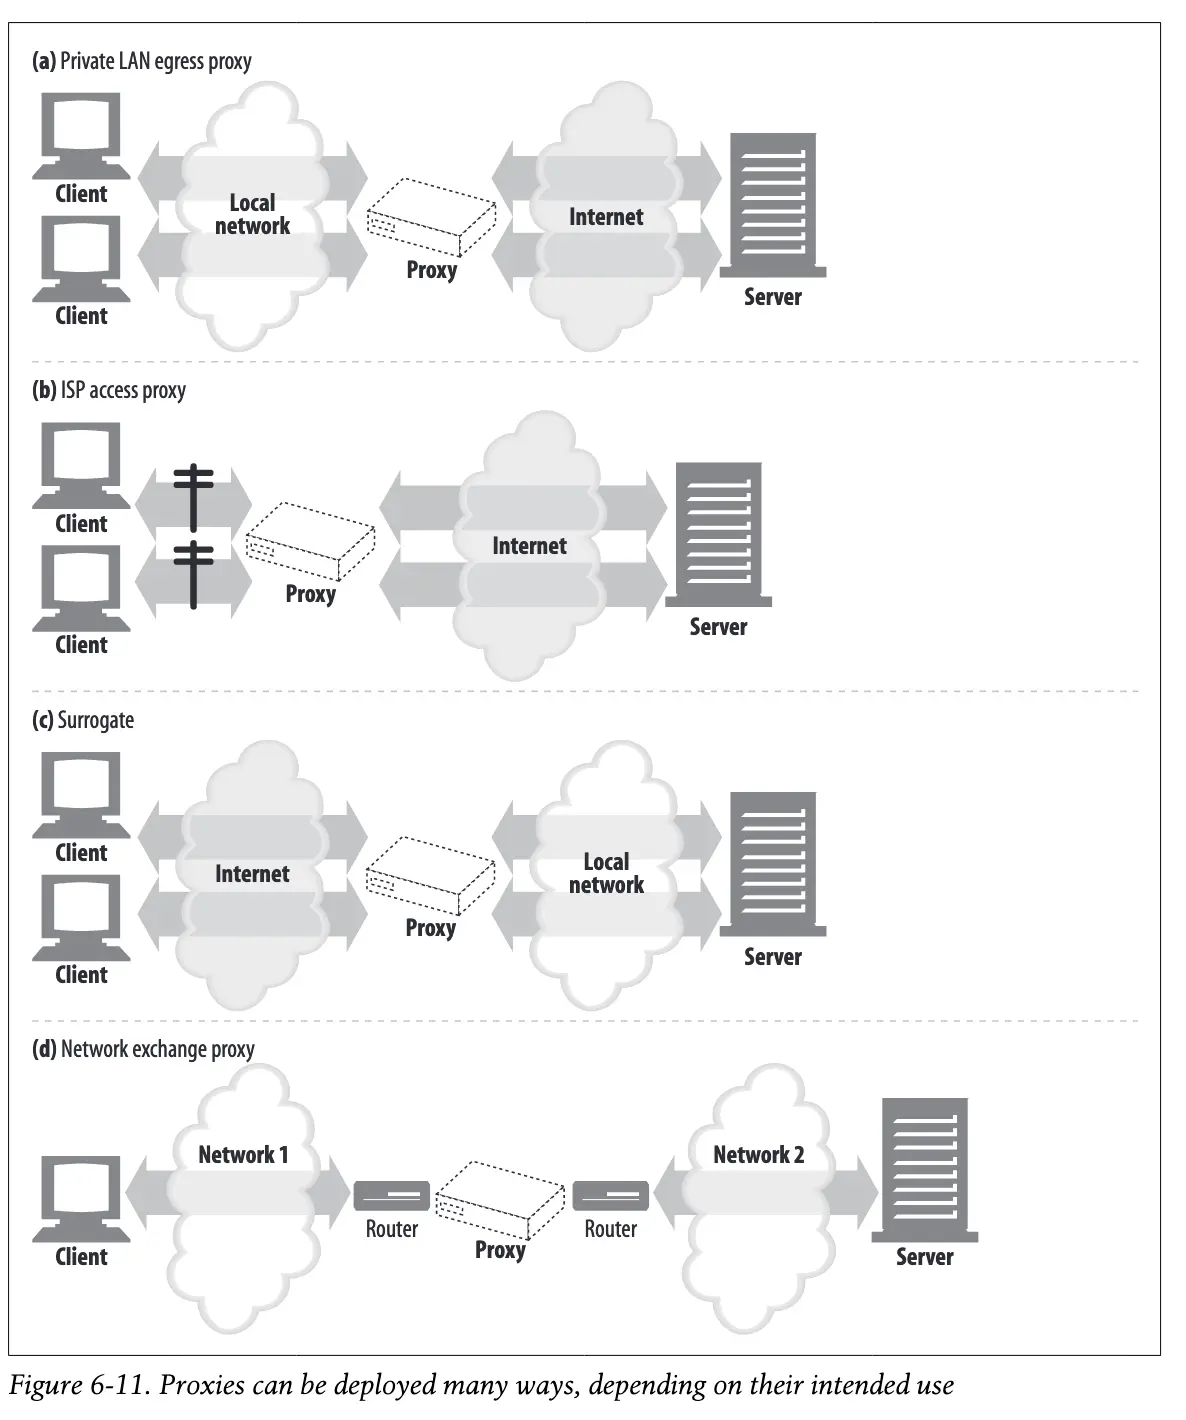 (a) Private LAN egress proxy
Client
Client
Local
network
Proxy
Internet
Server
(b) ISP access proxy
Client
Client
Proxy
Internet
Server
(c) Surrogate
Client
Client
Internet
Proxy
Local
network
Server
(d) Network exchange proxy
Client
Network 1
Router
Proxy
Router
Network 2
Server
Figure 6-11. Proxies can be deployed many ways, depending on their intended use